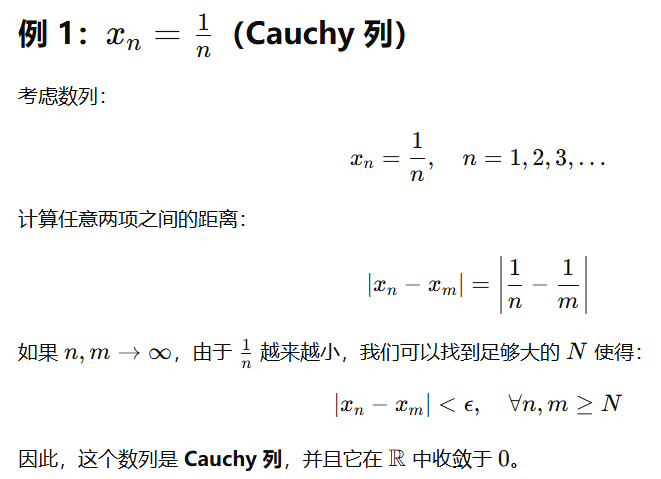 例 1：$x_n = \frac{1}{n}$（Cauchy 列）
考虑数列：
$x_n = \frac{1}{n}, \quad n = 1, 2, 3, \ldots$
计算任意两项之间的距离：
$|x_n - x_m| = \left| \frac{1}{n} - \frac{1}{m} \right|$
如果 $n, m \to \infty$，由于 $\frac{1}{n}$ 越来越小，我们可以找到足够大的 $N$ 使得：
$|x_n - x_m| < \epsilon, \quad \forall n, m \geq N$
因此，这个数列是 Cauchy 列，并且它在 $\mathbb{R}$ 中收敛于 $0$。